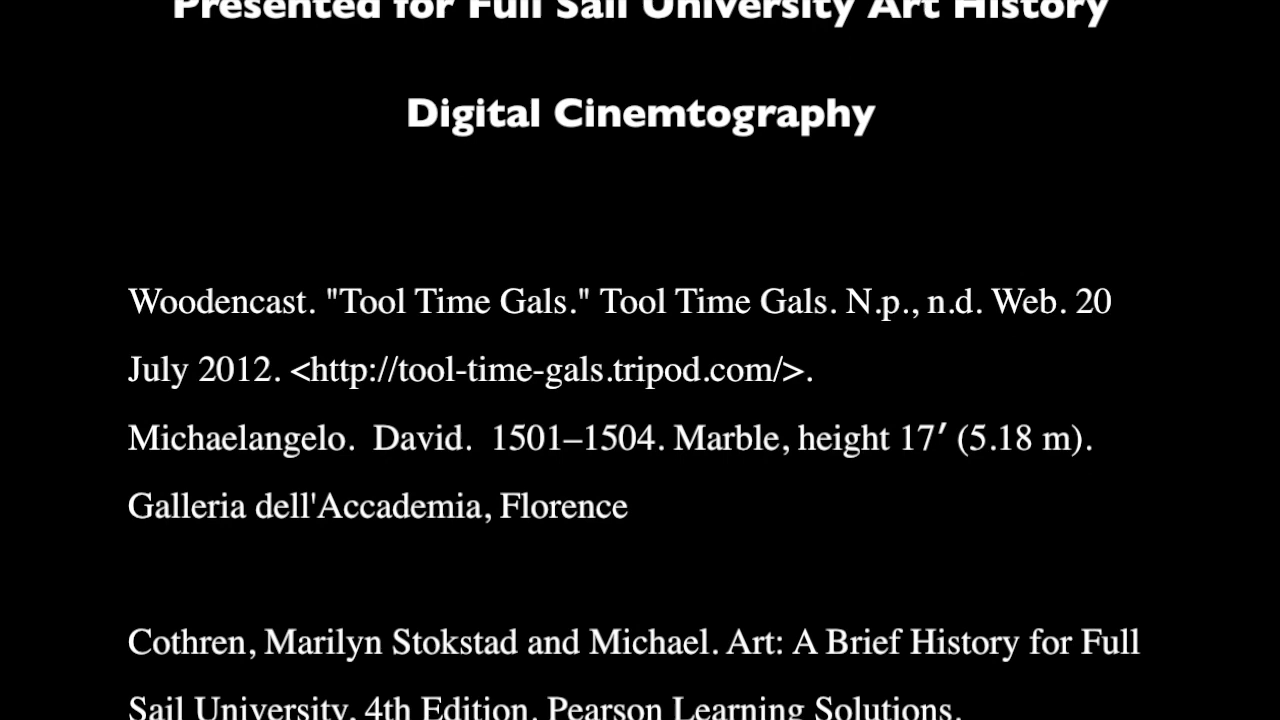 Presented for Full Sail University Art History
Digital Cinemtography
Woodencast. "Tool Time Gals." Tool Time Gals. N.p., n.d. Web. 20
July 2012. <http://tool-time-gals.tripod.com/>.
Michaelangelo.  David.  1501–1504. Marble, height 17′ (5.18 m).
Galleria dell'Accademia, Florence
Cothren, Marilyn Stokstad and Michael. Art: A Brief History for Full
Sail University, 4th Edition. Pearson Learning Solutions.